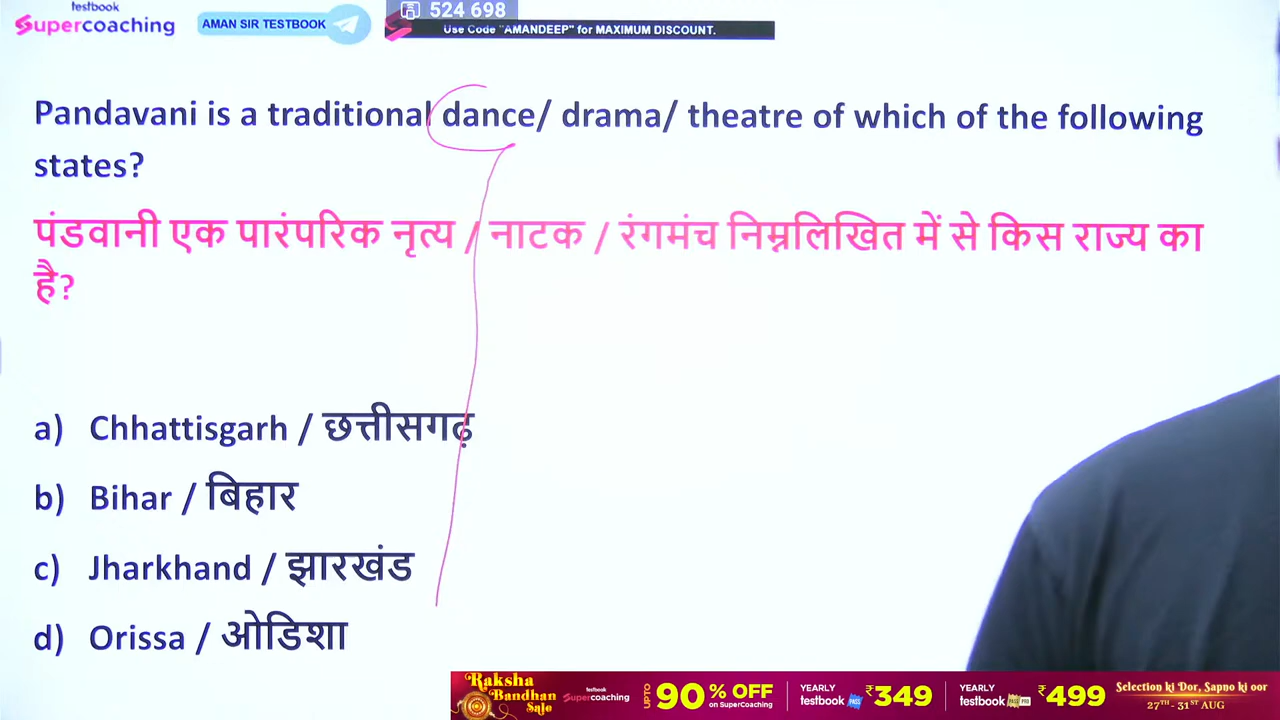 testbook
Supercoaching
AMAN SIR TESTBOOK
524 698
Use Code "AMANDEEP" for MAXIMUM DISCOUNT.
Pandavani is a traditional dance/ drama/ theatre of which of the following
states?
पंडवानी एक पारंपरिक नृत्य / नाटक / रंगमंच निम्नलिखित में से किस राज्य का
है?
a) Chhattisgarh / छत्तीसगढ़
b) Bihar / बिहार
c) Jharkhand / झारखंड
d) Orissa / ओडिशा
Raksha
Bandhan
Sale
testbook
Supercoaching
UPTO 90% OFF
on SuperCoaching
YEARLY
testbook PASS
₹349
YEARLY
testbook PASS PRO
₹499
Selection ki Dor, Sapno ki oor
27TH - 31ST AUG